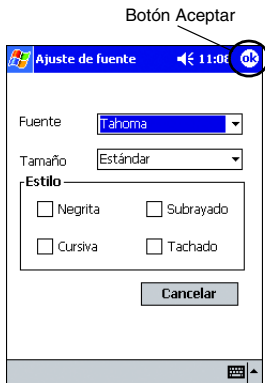 Botón Aceptar
Ajuste de fuente 11:08 ok
Fuente Tahoma
Tamaño Estándar
Estilo
Negrita Subrayado
Cursiva Tachado
Cancelar